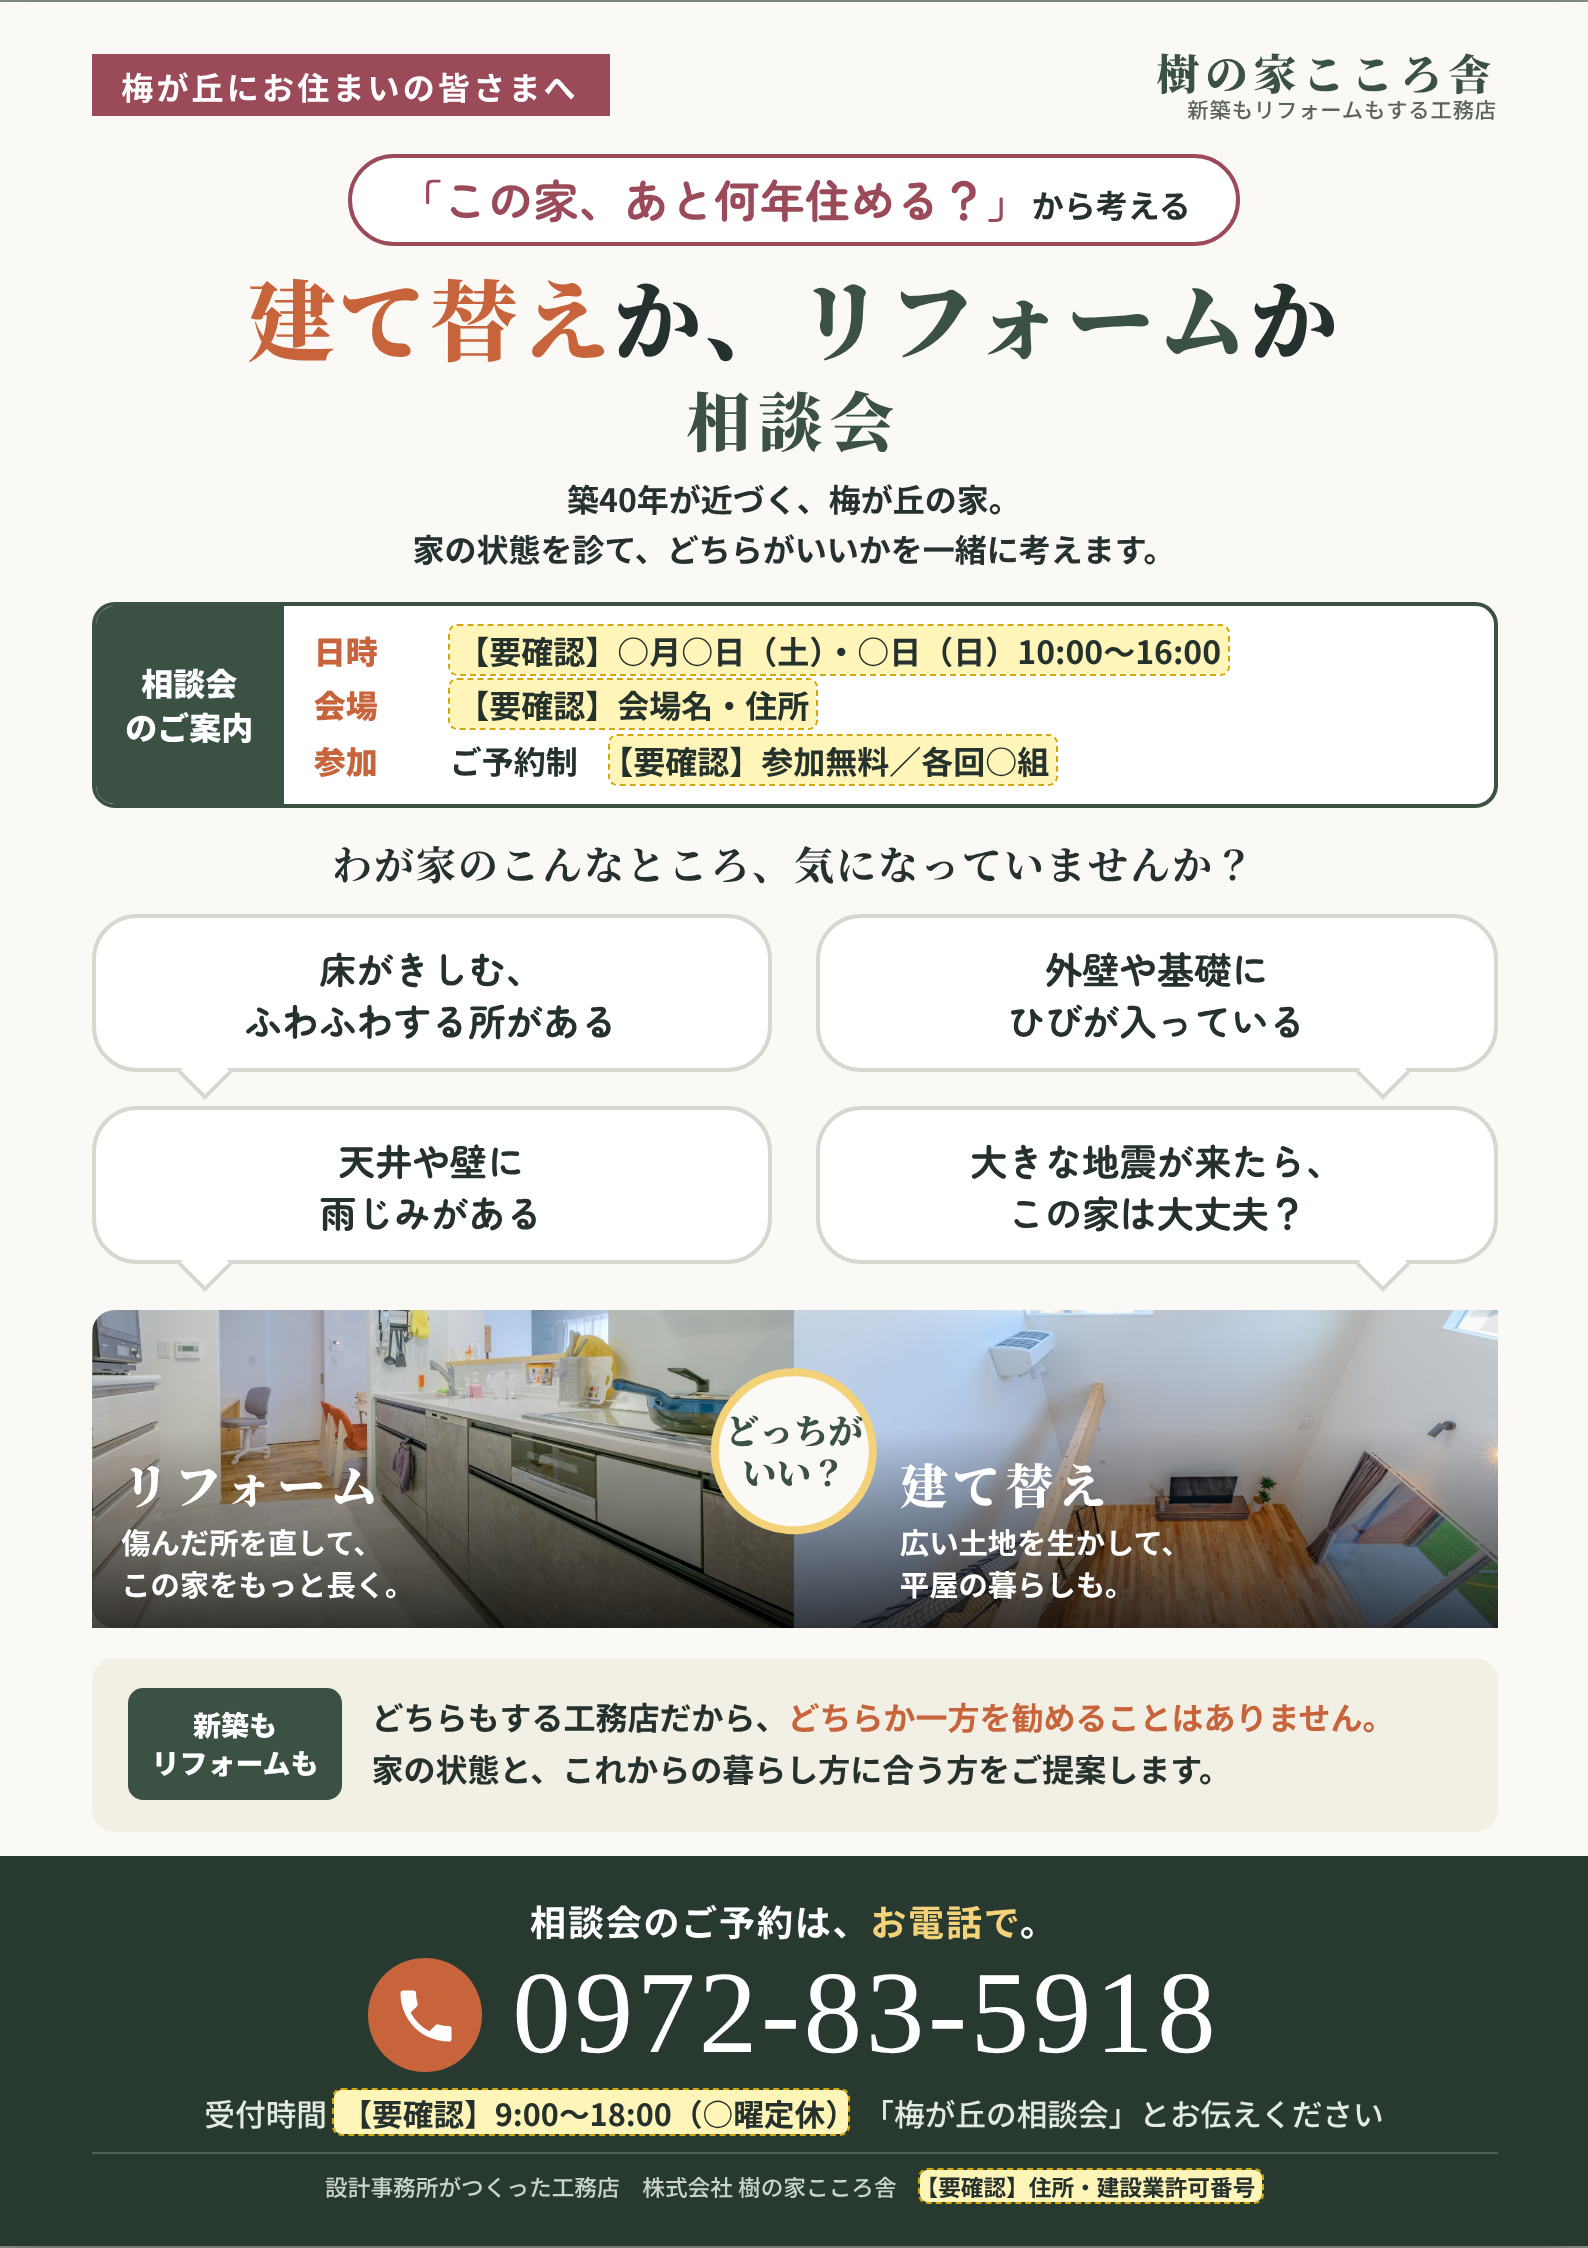 梅が丘にお住まいの皆さまへ
樹の家こころ舎
新築もリフォームもする工務店
「この家、あと何年住める？」から考える
建て替えか、リフォームか
相談会
築40年が近づく、梅が丘の家。
家の状態を診て、どちらがいいかを一緒に考えます。
相談会
のご案内
日時 【要確認】○月○日（土）・○日（日）10:00〜16:00
会場 【要確認】会場名・住所
参加 ご予約制 【要確認】参加無料／各回○組
わが家のこんなところ、気になっていませんか？
床がきしむ、
ふわふわする所がある
外壁や基礎に
ひびが入っている
天井や壁に
雨じみがある
大きな地震が来たら、
この家は大丈夫？
リフォーム
傷んだ所を直して、
この家をもっと長く。
どっちが
いい？
建て替え
広い土地を生かして、
平屋の暮らしも。
新築も
リフォームも
どちらもする工務店だから、どちらか一方を勧めることはありません。
家の状態と、これからの暮らし方に合う方をご提案します。
相談会のご予約は、お電話で。
0972-83-5918
受付時間【要確認】9:00〜18:00（○曜定休） 「梅が丘の相談会」とお伝えください
設計事務所がつくった工務店 株式会社 樹の家こころ舎 【要確認】住所・建設業許可番号